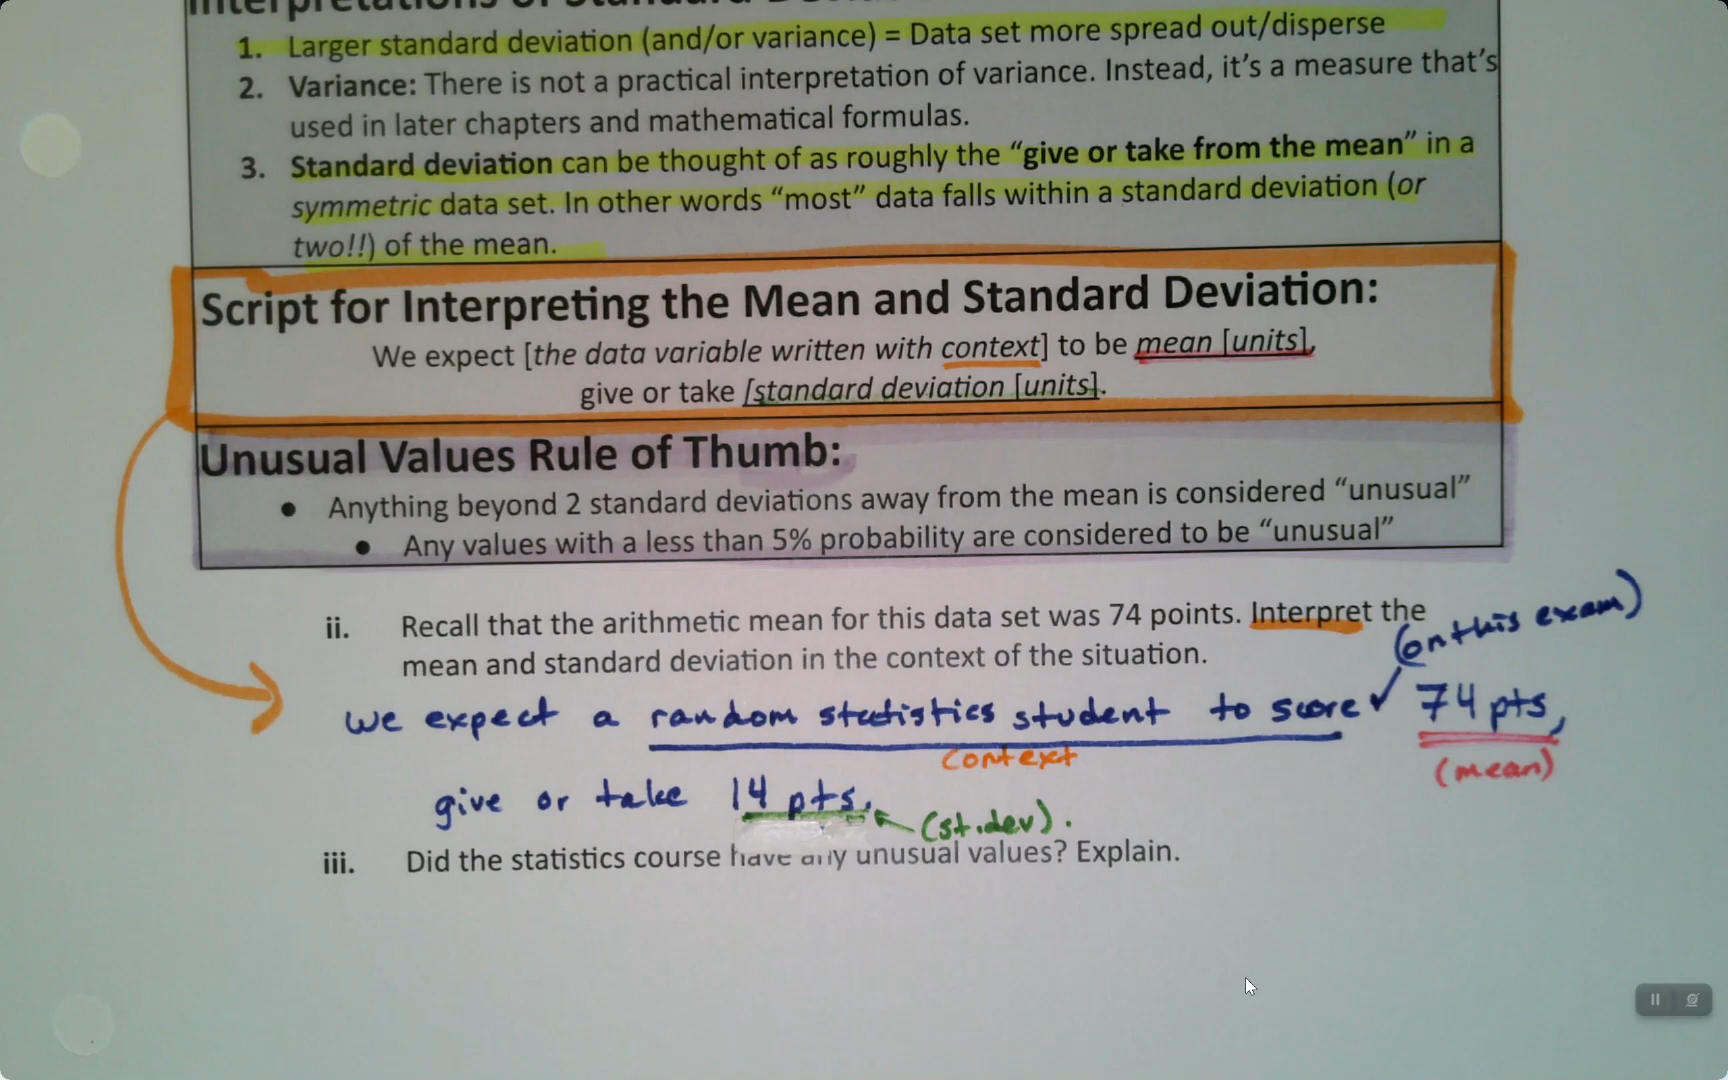 Interpretations of Standard
1. Larger standard deviation (and/or variance) = Data set more spread out/disperse
2. Variance: There is not a practical interpretation of variance. Instead, it's a measure that's
used in later chapters and mathematical formulas.
3. Standard deviation can be thought of as roughly the "give or take from the mean" in a
symmetric data set. In other words "most" data falls within a standard deviation (or
two!!) of the mean.
Script for Interpreting the Mean and Standard Deviation:
We expect [the data variable written with context] to be mean [units],
give or take [standard deviation [units].
Unusual Values Rule of Thumb:
• Anything beyond 2 standard deviations away from the mean is considered "unusual"
• Any values with a less than 5% probability are considered to be "unusual"
ii. Recall that the arithmetic mean for this data set was 74 points. Interpret the
mean and standard deviation in the context of the situation.
(on this exam)
we expect a random statistics student to score ✓ 74 pts,
context
(mean)
give or take 14 pts.
(st.dev).
iii. Did the statistics course have any unusual values? Explain.